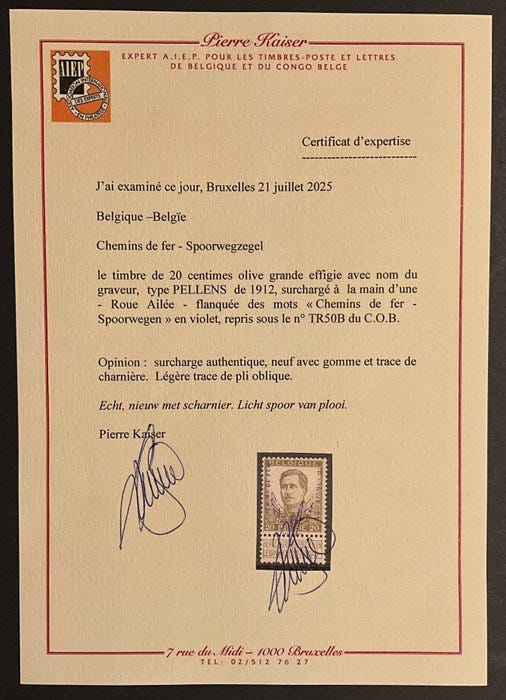 Pierre Kaiser
EXPERT A.I.E.P. POUR LES TIMBRES-POSTE ET LETTRES
DE BELGIQUE ET DU CONGO BELGE
AIEP
Certificat d'expertise
J'ai examiné ce jour, Bruxelles 21 juillet 2025
Belgique –Belgïe
Chemins de fer - Spoorwegzegel
le timbre de 20 centimes olive grande effigie avec nom du
graveur, type PELLENS de 1912, surchargé à la main d'une
- Roue Ailée - flanquée des mots « Chemins de fer -
Spoorwegen » en violet, repris sous le n° TR50B du C.O.B.
Opinion : surcharge authentique, neuf avec gomme et trace de
charnière. Légère trace de pli oblique.
Echt, nieuw met scharnier. Licht spoor van plooi.
Pierre Kaiser
BELGIQUE
20 20
7 rue du Midi – 1000 Bruxelles
TEL: 02/512 76 27